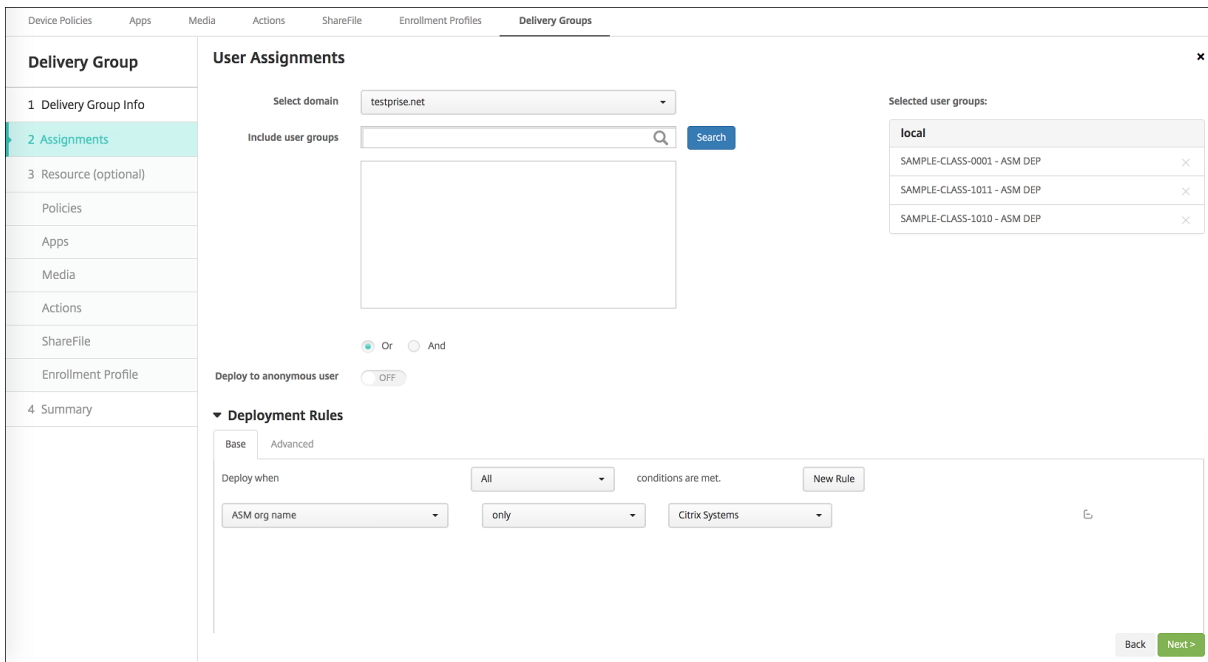 Device Policies Apps Media Actions ShareFile Enrollment Profiles Delivery Groups
Delivery Group
1 Delivery Group Info
2 Assignments
3 Resource (optional)
Policies
Apps
Media
Actions
ShareFile
Enrollment Profile
4 Summary
User Assignments
Select domain testprise.net
Include user groups Search
Or And
Deploy to anonymous user OFF
Selected user groups:
local
SAMPLE-CLASS-0001 - ASM DEP
SAMPLE-CLASS-1011 - ASM DEP
SAMPLE-CLASS-1010 - ASM DEP
Deployment Rules
Base Advanced
Deploy when All conditions are met. New Rule
ASM org name only Citrix Systems
Back Next >